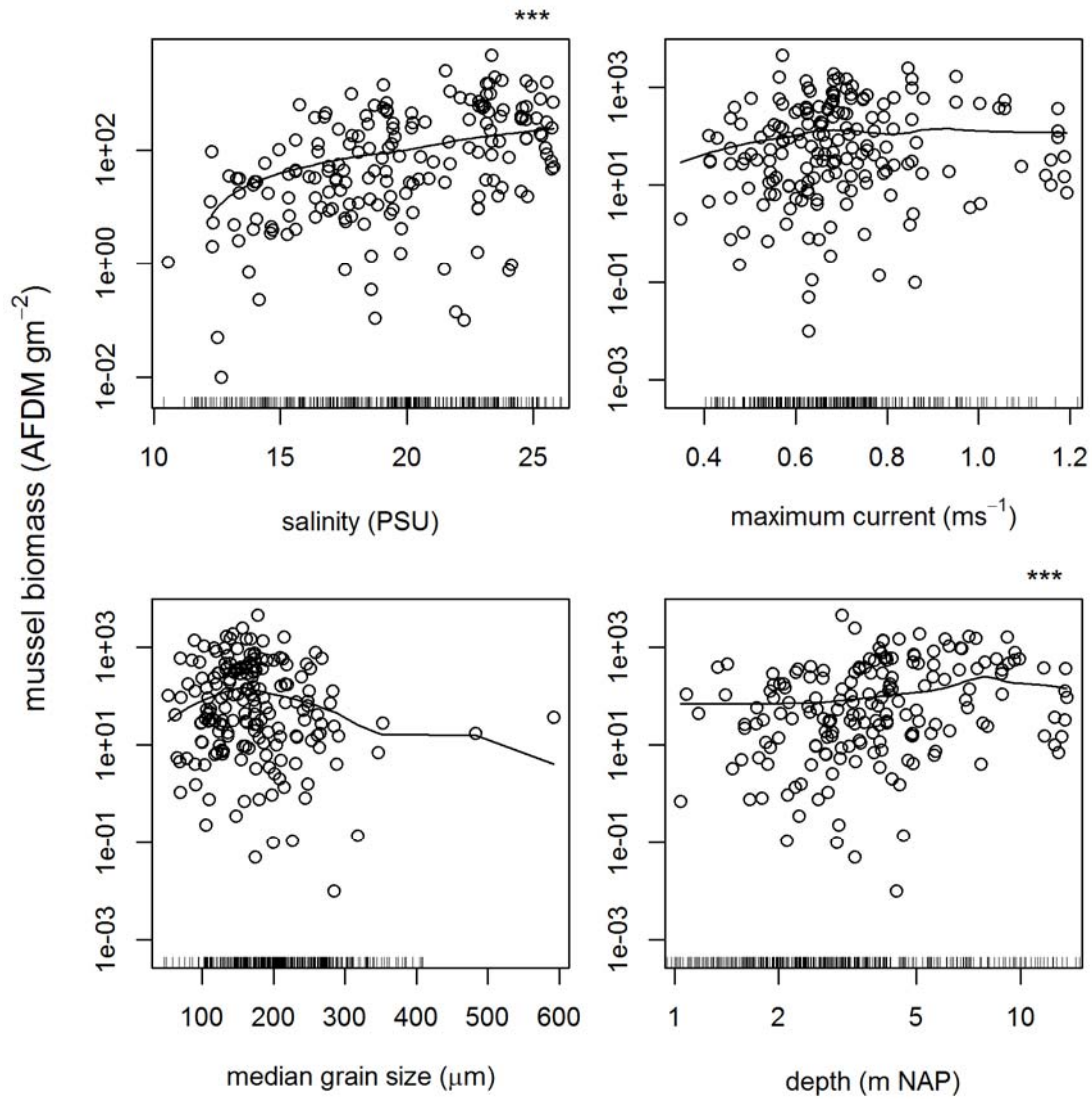 mussel biomass (AFDM gm⁻²)
***
1e+02
1e+00
1e-02
10 15 20 25
salinity (PSU)
1e+03
1e+01
1e-01
1e-03
0.4 0.6 0.8 1.0 1.2
maximum current (ms⁻¹)
1e+03
1e+01
1e-01
1e-03
100 200 300 400 500 600
median grain size (μm)
***
1e+03
1e+01
1e-01
1e-03
1 2 5 10
depth (m NAP)